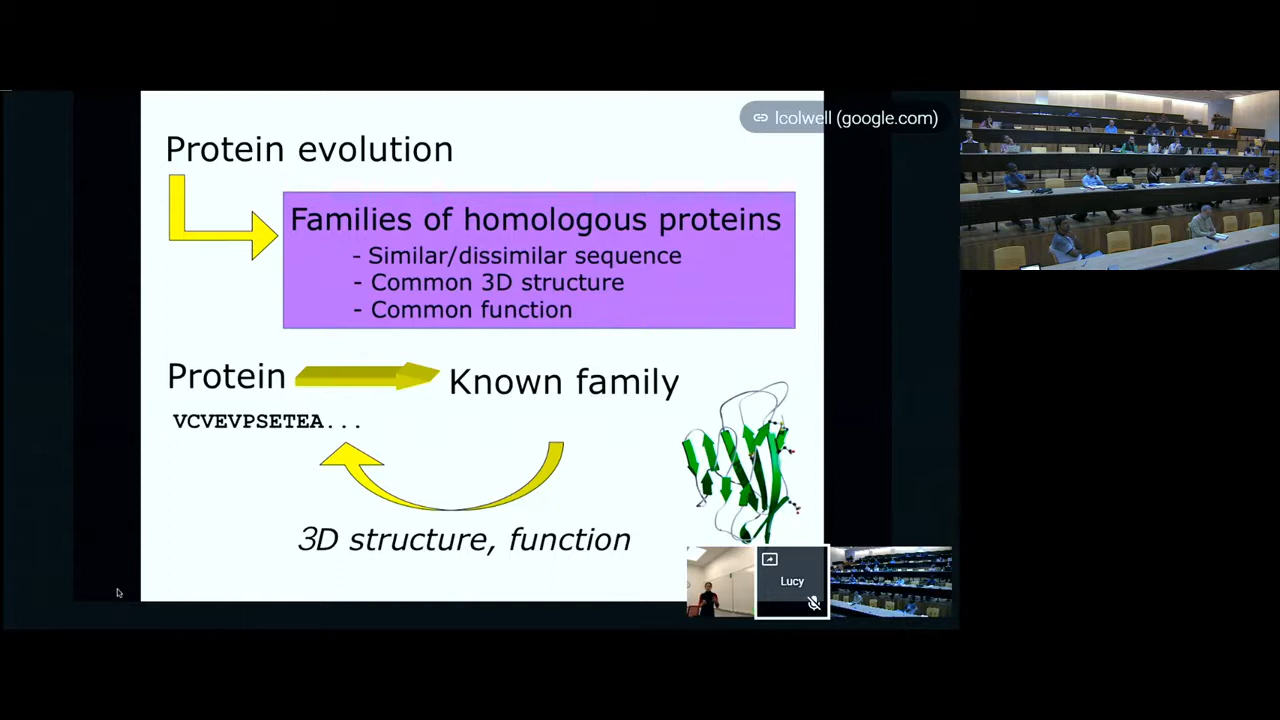 lcolwell (google.com)
Protein evolution
Families of homologous proteins
- Similar/dissimilar sequence
- Common 3D structure
- Common function
Protein
Known family
VCVEVPSETEA...
3D structure, function
Lucy